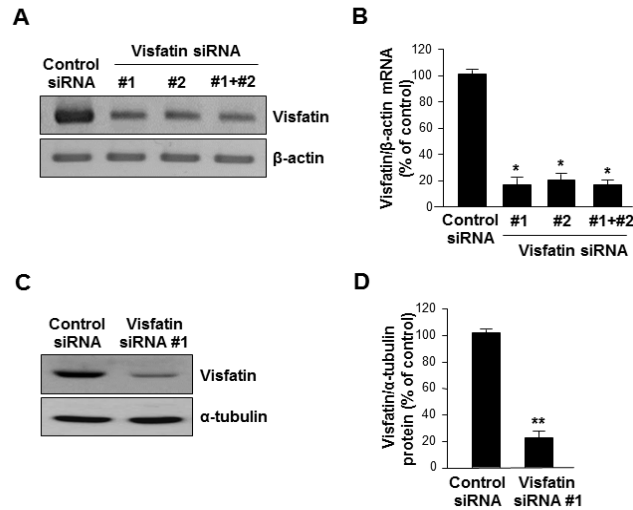 A
Control
siRNA
Visfatin siRNA
#1 #2 #1+#2
Visfatin
β-actin
B
Visfatin/β-actin mRNA
(% of control)
120
100
80
60
40
20
0
* * *
Control
siRNA
#1 #2 #1+#2
Visfatin siRNA
C
Control
siRNA
Visfatin
siRNA #1
Visfatin
α-tubulin
D
Visfatin/α-tubulin
protein (% of control)
120
100
80
60
40
20
0
**
Control
siRNA
Visfatin
siRNA #1